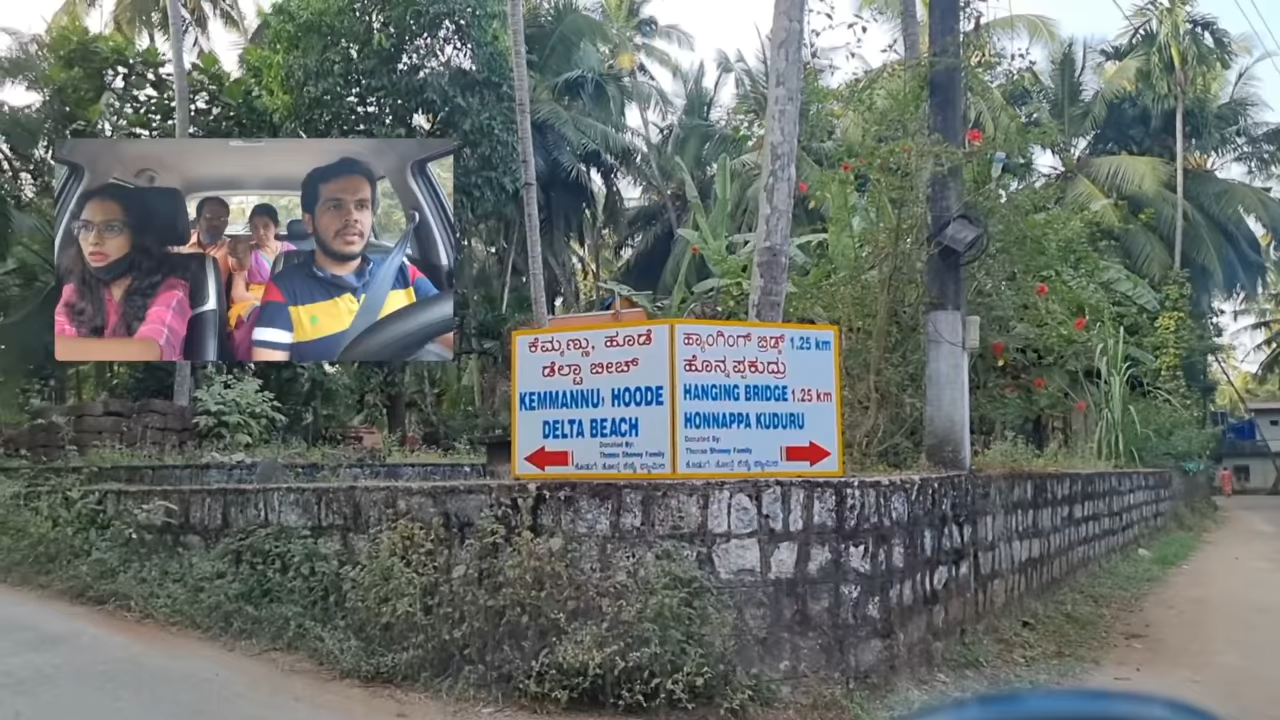 ಕೆಮ್ಮಣ್ಣು, ಹೂಡೆ
ಡೆಲ್ಟಾ ಬೀಚ್
KEMMANNU, HOODE
DELTA BEACH
Donated By:
Thomas Shenoy Family
ಹ್ಯಾಂಗಿಂಗ್ ಬ್ರಿಡ್ಜ್ 1.25 km
ಹೊನ್ನಪ್ಪಕುದ್ರು
HANGING BRIDGE 1.25 km
HONNAPPA KUDURU
Donated By:
Shenoy Family